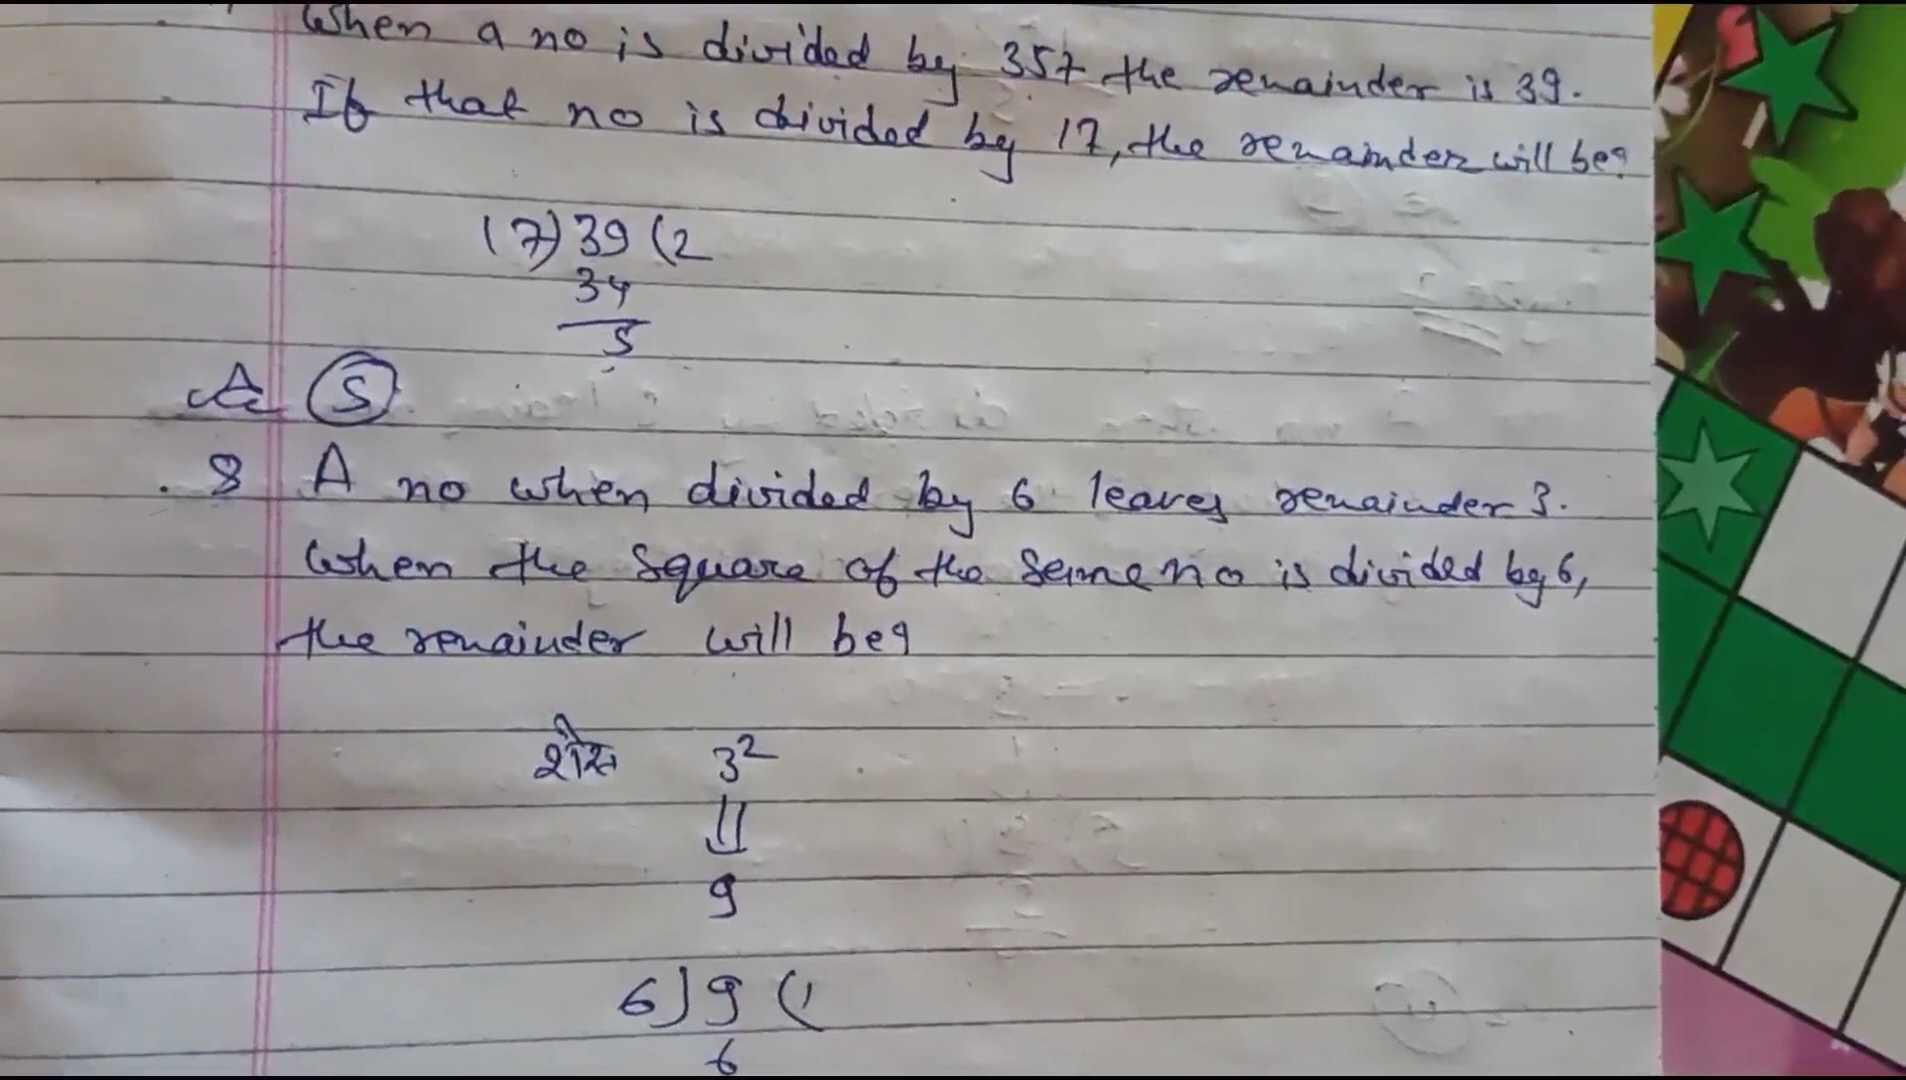 When a no is divided by 357 the remainder is 39.
If that no is divided by 17, the remainder will be?
17) 39 (2
34
5
A 5
8 A no when divided by 6 leaves remainder 3.
When the square of the same no is divided by 6,
the remainder will be?
शेष 3²
||
9
6) 9 (1
6